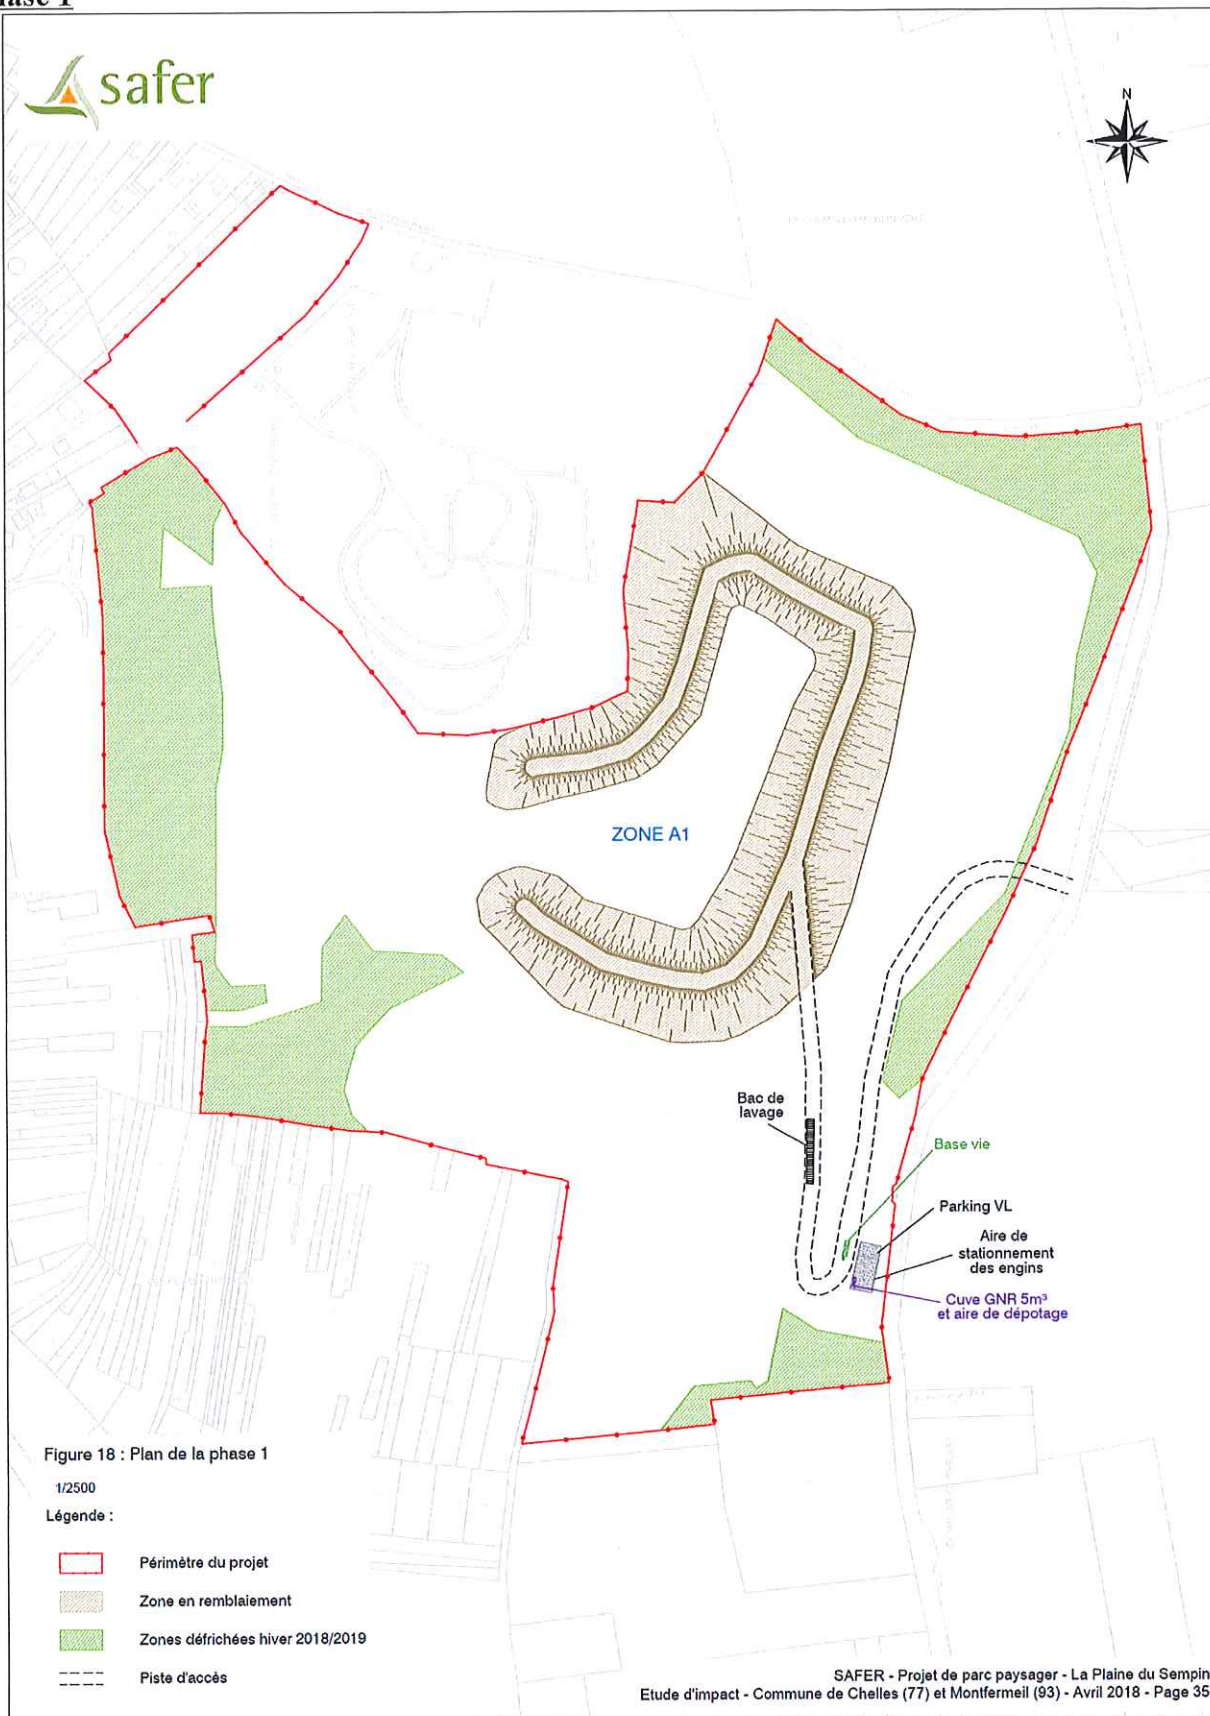 safer
N
ZONE A1
Bac de
lavage
Base vie
Parking VL
Aire de
stationnement
des engins
Cuve GNR 5m³
et aire de dépotage
Figure 18 : Plan de la phase 1
1/2500
Légende :
Périmètre du projet
Zone en remblaiement
Zones défrichées hiver 2018/2019
Piste d'accès
SAFER - Projet de parc paysager - La Plaine du Sempin
Etude d'impact - Commune de Chelles (77) et Montfermeil (93) - Avril 2018 - Page 35